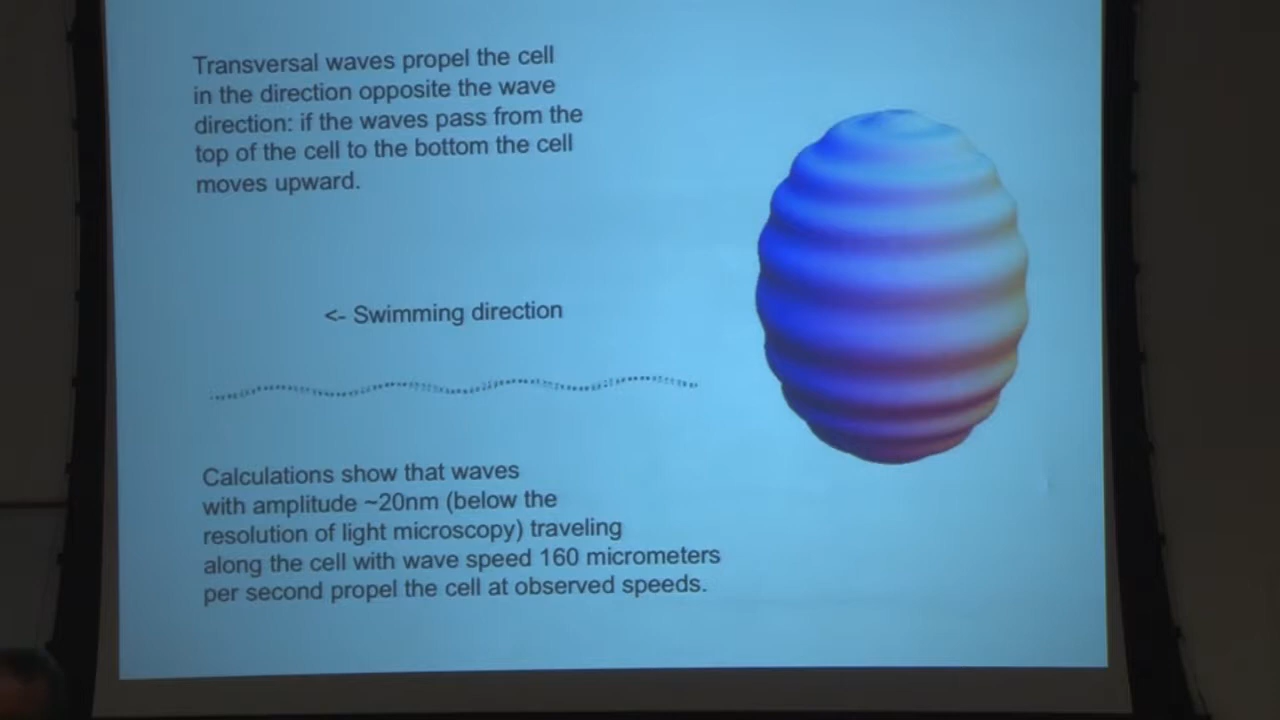 Transversal waves propel the cell
in the direction opposite the wave
direction: if the waves pass from the
top of the cell to the bottom the cell
moves upward.
<- Swimming direction
Calculations show that waves
with amplitude ~20nm (below the
resolution of light microscopy) traveling
along the cell with wave speed 160 micrometers
per second propel the cell at observed speeds.